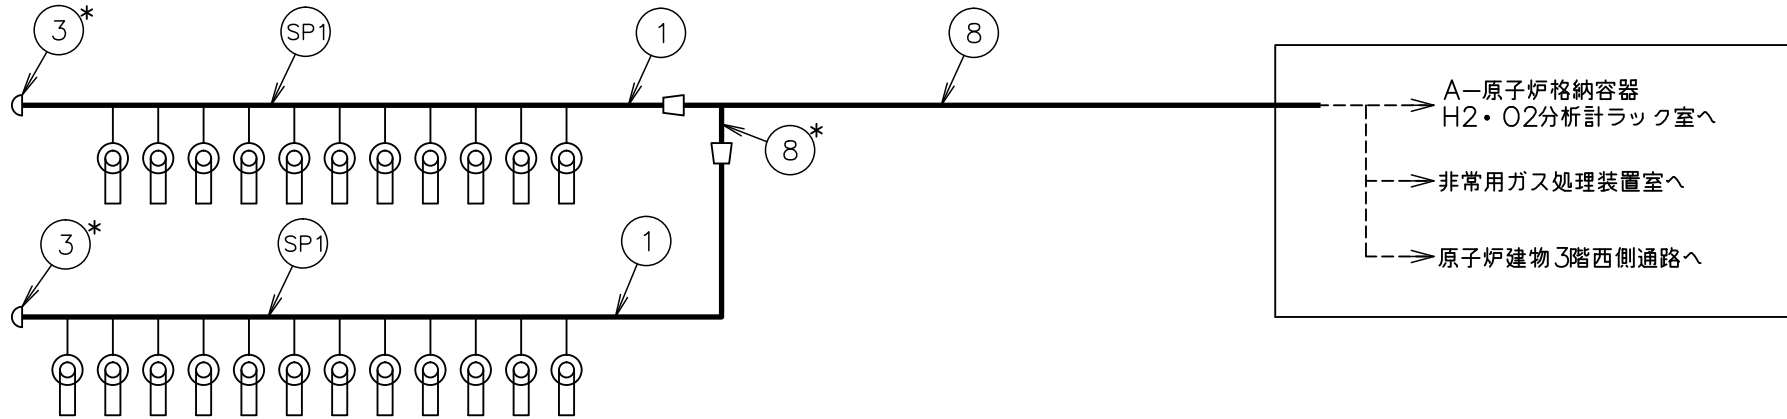 3*
SP1
1
8
A-原子炉格納容器
H2・O2分析計ラック室へ
8*
非常用ガス処理装置室へ
3*
SP1
1
原子炉建物3階西側通路へ